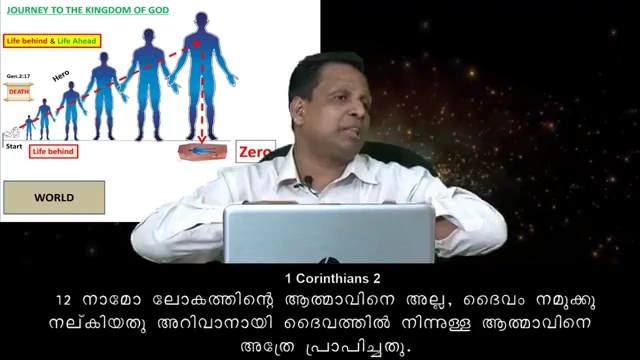 JOURNEY TO THE KINGDOM OF GOD
Life behind & Life Ahead
Gen.2:17
Hero
DEATH
Start
Life behind
Zero
WORLD
1 Corinthians 2
12 നാമോ ലോകത്തിന്റെ ആത്മാവിനെ അല്ല, ദൈവം നമുക്കു
നല്കിയതു അറിവാനായി ദൈവത്തിൽ നിന്നുള്ള ആത്മാവിനെ
അത്രേ പ്രാപിച്ചതു.